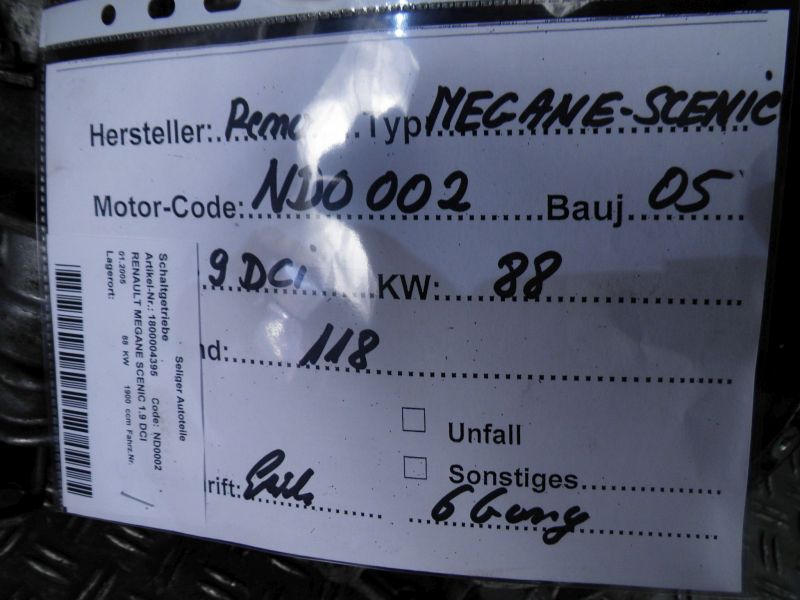 Hersteller: Typ MEGANE-SCENIC
Motor-Code: ND0 002 Bauj 05
9 DCi KW: 88
nd: 118
Unfall
Sonstiges
rift:
6 Gang
Seliger Autoteile
Schaltgetriebe
Artikel-Nr.: 1800004395 Code: ND0002
RENAULT MEGANE SCENIC 1.9 DCI
01.2005 88 KW 1900 ccm Fahrz.Nr.
Lagerort: